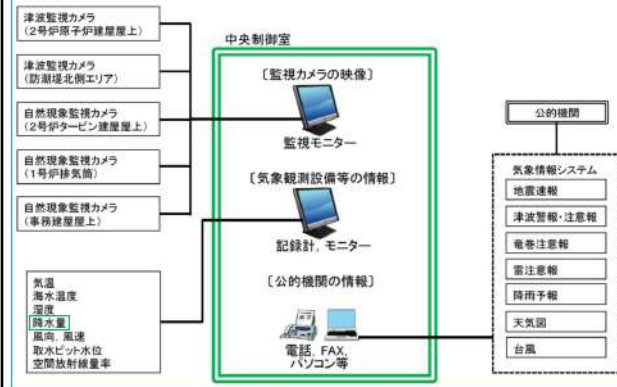 津波監視カメラ
(2号炉原子炉建屋屋上)
津波監視カメラ
(防潮堤北側エリア)
自然現象監視カメラ
(2号炉タービン建屋屋上)
自然現象監視カメラ
(1号炉排気筒)
自然現象監視カメラ
(事務建屋屋上)
気温
海水温度
湿度
降水量
風向, 風速
取水ピット水位
空間放射線量率
中央制御室
〔監視カメラの映像〕
監視モニター
〔気象観測設備等の情報〕
記録計, モニター
〔公的機関の情報〕
電話, FAX,
パソコン等
公的機関
気象情報システム
地震速報
津波警報・注意報
竜巻注意報
雷注意報
降雨予報
天気図
台風